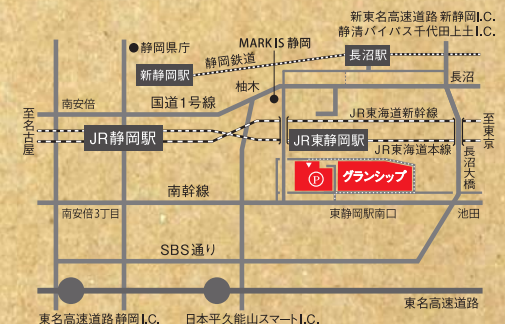 新東名高速道路 新静岡I.C.
静清バイパス千代田上土I.C.
●静岡県庁
MARK IS 静岡
静岡鉄道
長沼駅
新静岡駅
柚木
長沼
南安倍
国道1号線
至名古屋
JR東海道新幹線
至東京
JR静岡駅
JR東静岡駅
JR東海道本線
長沼大橋
P
グランシップ
南幹線
南安倍3丁目
東静岡駅南口
池田
SBS通り
東名高速道路
東名高速道路静岡I.C.
日本平久能山スマートI.C.